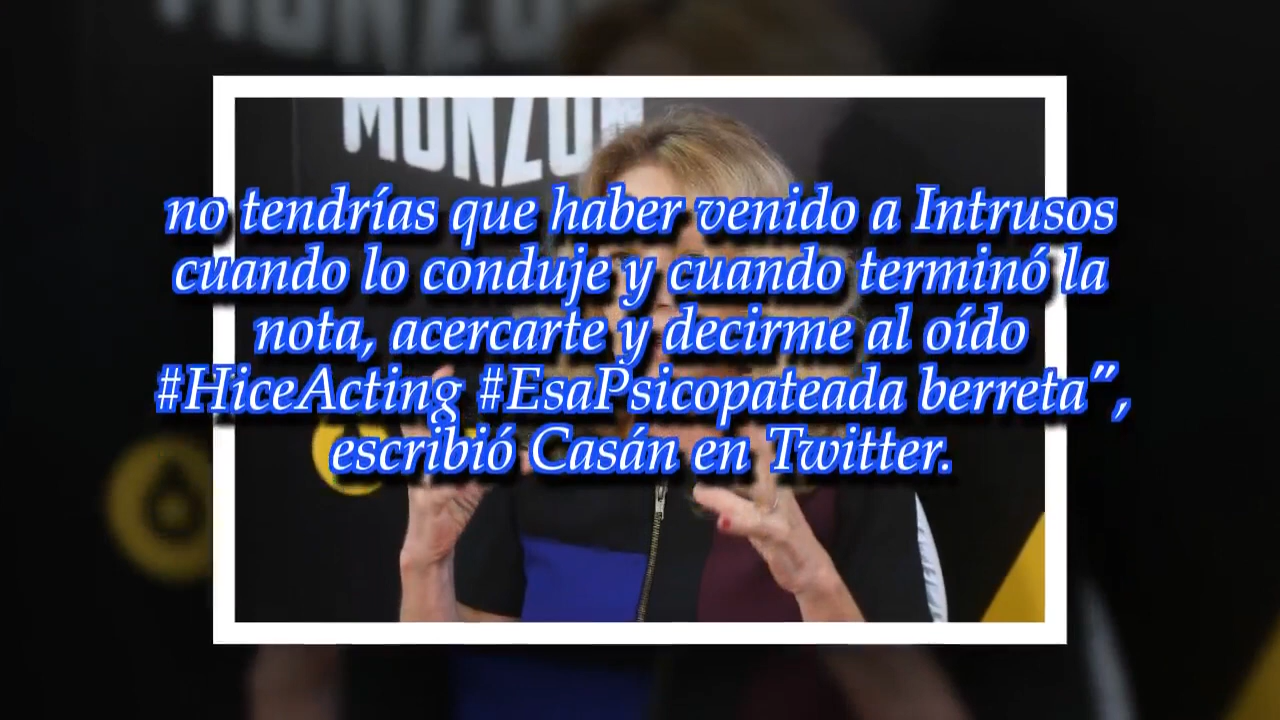 MONZÓN
no tendrías que haber venido a Intrusos
cuando lo conduje y cuando terminó la
nota, acercarte y decirme al oído
#HiceActing #EsaPsicopateada berreta”,
escribió Casán en Twitter.